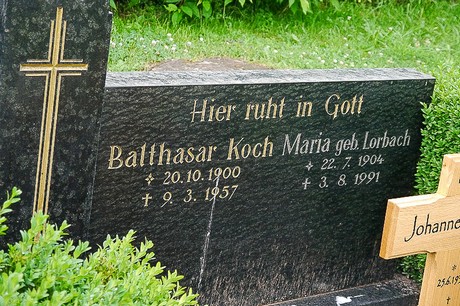 Hier ruht in Gott
Balthasar Koch
* 20.10.1900
✝ 9. 3. 1957
Maria geb. Lorbach
* 22. 7. 1904
✝ 3. 8. 1991
Johanne